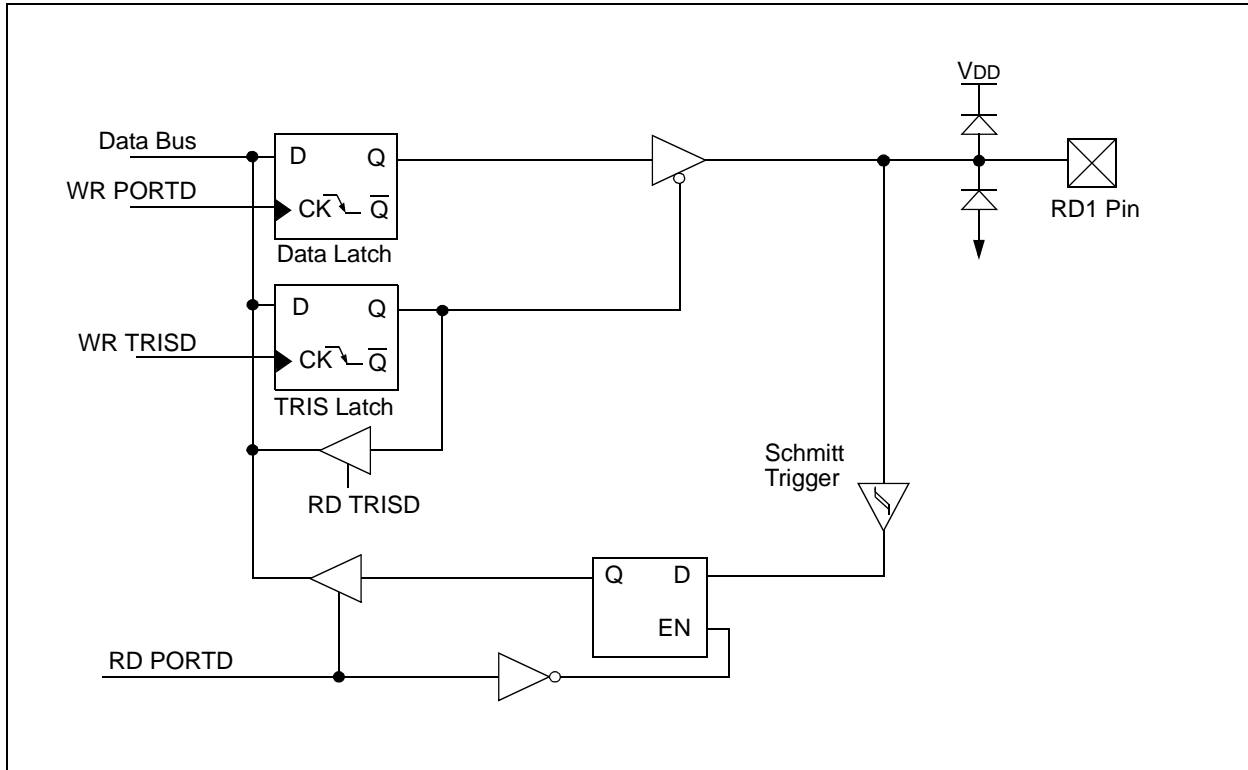 VDD
Data Bus
D Q
WR PORTD
CK Q̅
RD1 Pin
Data Latch
D Q
WR TRISD
CK Q̅
TRIS Latch
Schmitt
Trigger
RD TRISD
Q D
EN
RD PORTD